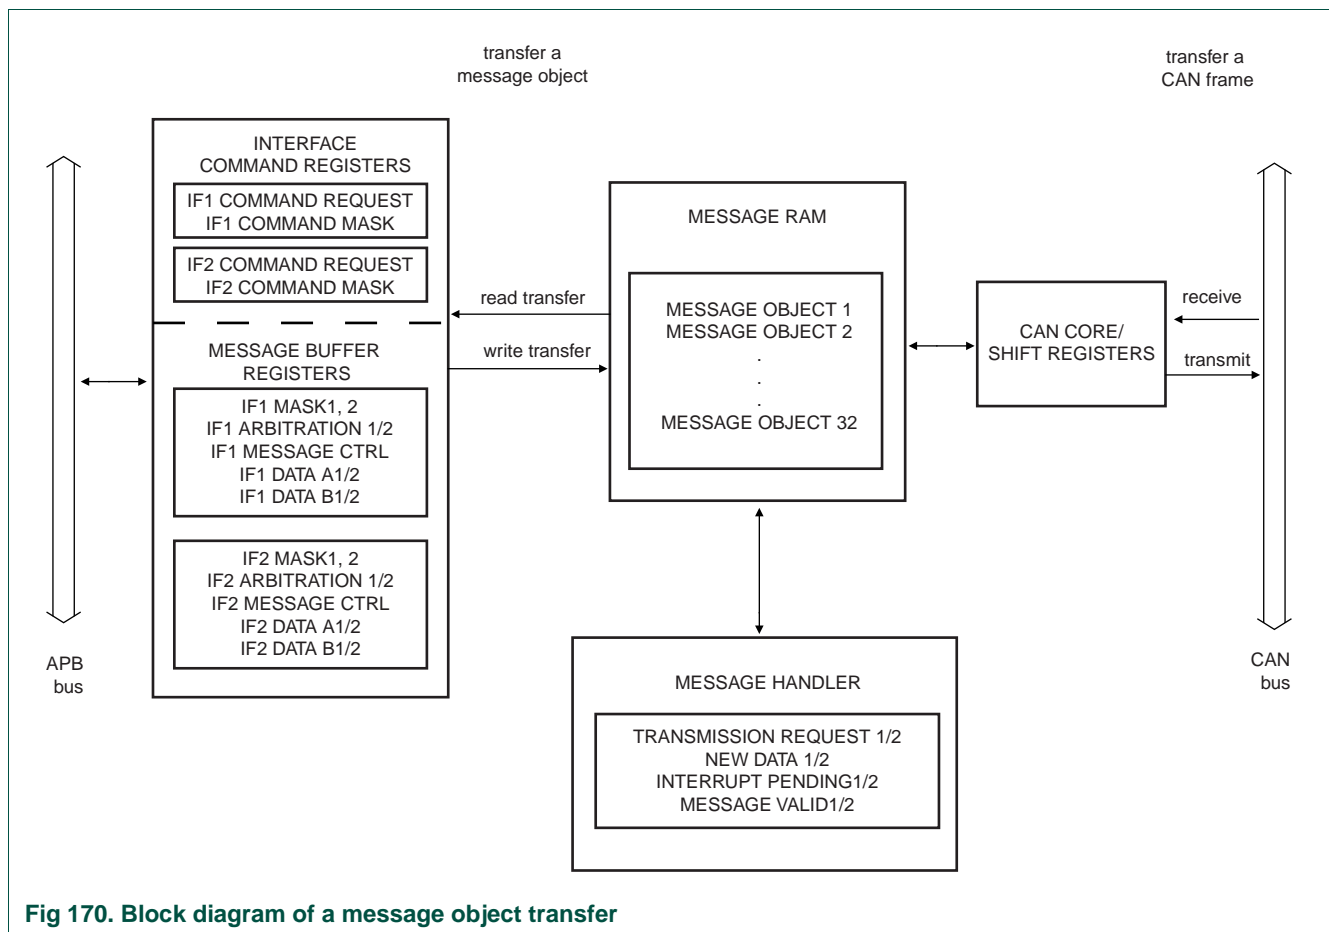 transfer a
message object
transfer a
CAN frame
INTERFACE
COMMAND REGISTERS
IF1 COMMAND REQUEST
IF1 COMMAND MASK
IF2 COMMAND REQUEST
IF2 COMMAND MASK
MESSAGE BUFFER
REGISTERS
IF1 MASK1, 2
IF1 ARBITRATION 1/2
IF1 MESSAGE CTRL
IF1 DATA A1/2
IF1 DATA B1/2
IF2 MASK1, 2
IF2 ARBITRATION 1/2
IF2 MESSAGE CTRL
IF2 DATA A1/2
IF2 DATA B1/2
APB
bus
read transfer
write transfer
MESSAGE RAM
MESSAGE OBJECT 1
MESSAGE OBJECT 2
.
.
.
MESSAGE OBJECT 32
CAN CORE/
SHIFT REGISTERS
receive
transmit
CAN
bus
MESSAGE HANDLER
TRANSMISSION REQUEST 1/2
NEW DATA 1/2
INTERRUPT PENDING1/2
MESSAGE VALID1/2
Fig 170. Block diagram of a message object transfer